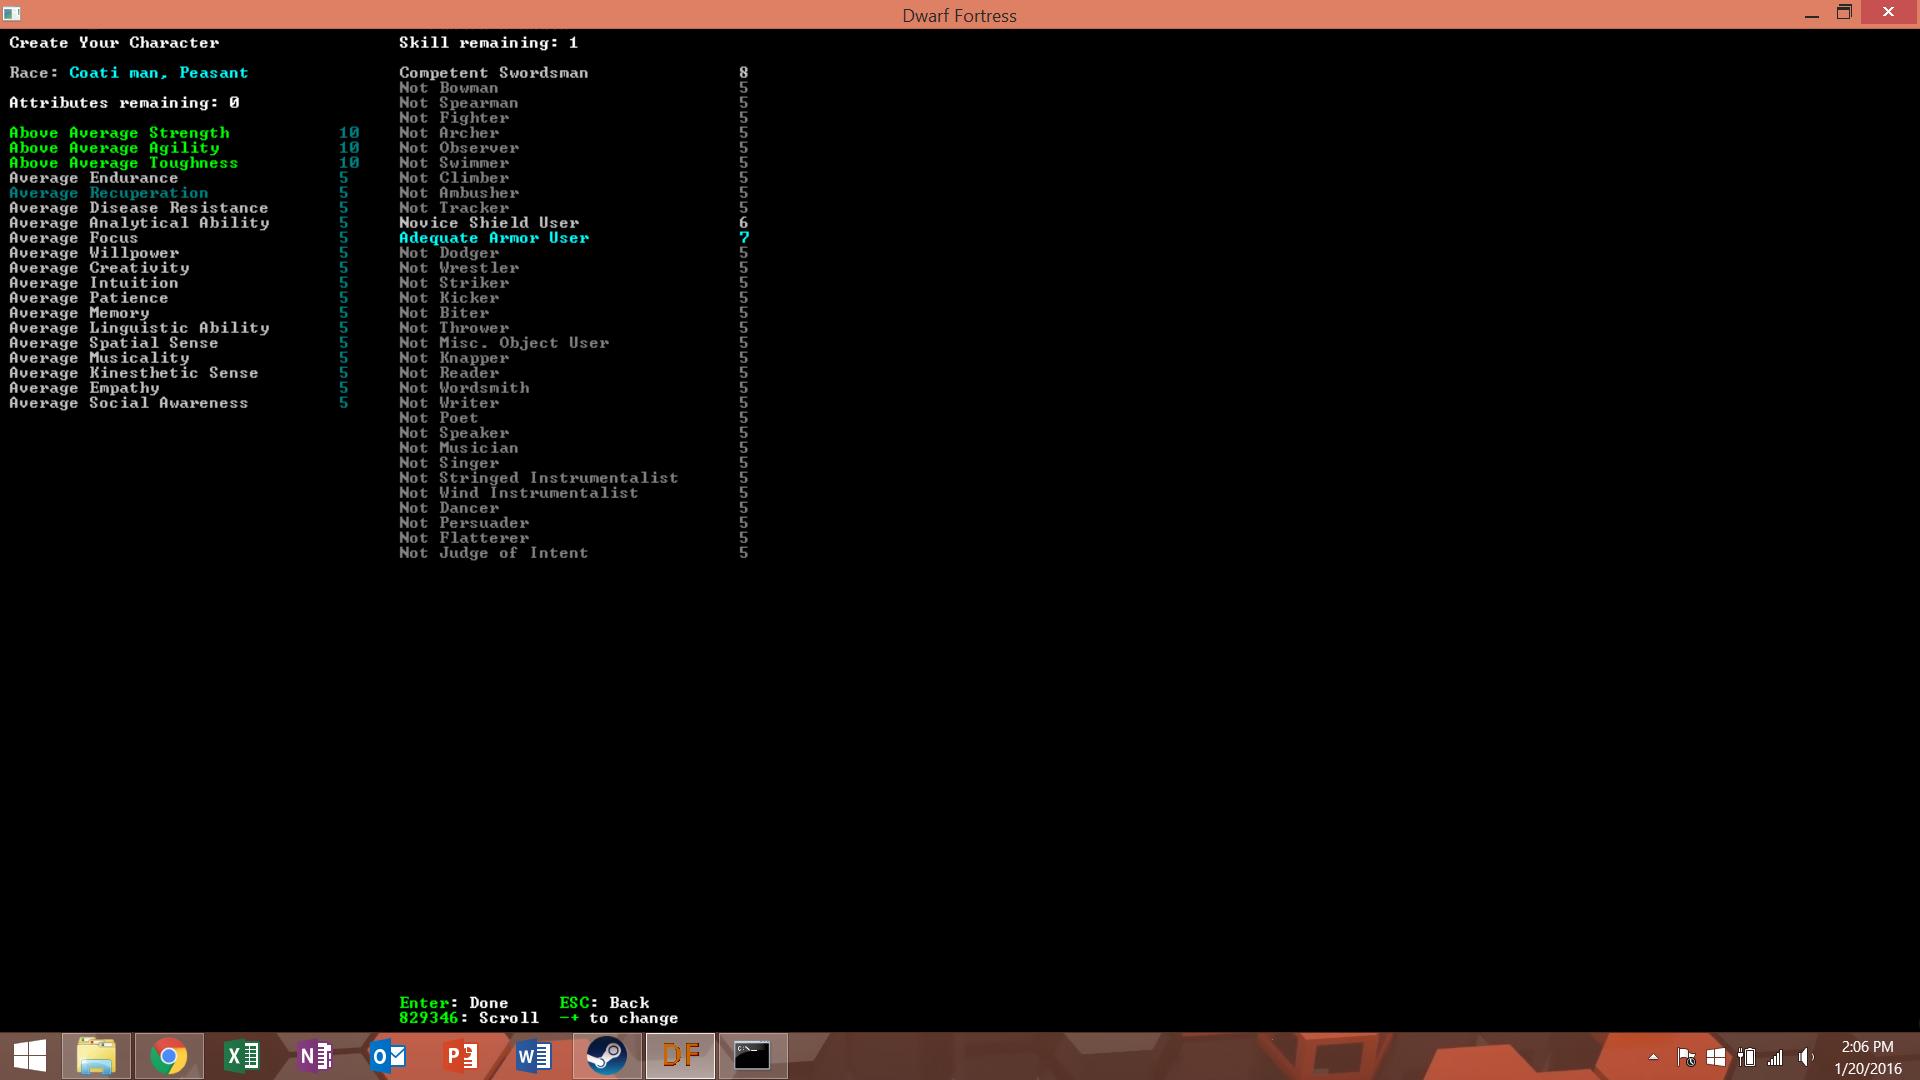 Dwarf Fortress
Create Your Character
Race: Coati man, Peasant
Attributes remaining: 0
Above Average Strength 10
Above Average Agility 10
Above Average Toughness 10
Average Endurance 5
Average Recuperation 5
Average Disease Resistance 5
Average Analytical Ability 5
Average Focus 5
Average Willpower 5
Average Creativity 5
Average Intuition 5
Average Patience 5
Average Memory 5
Average Linguistic Ability 5
Average Spatial Sense 5
Average Musicality 5
Average Kinesthetic Sense 5
Average Empathy 5
Average Social Awareness 5
Skill remaining: 1
Competent Swordsman 8
Not Bowman 5
Not Spearman 5
Not Fighter 5
Not Archer 5
Not Observer 5
Not Swimmer 5
Not Climber 5
Not Ambusher 5
Not Tracker 5
Novice Shield User 6
Adequate Armor User 7
Not Dodger 5
Not Wrestler 5
Not Striker 5
Not Kicker 5
Not Biter 5
Not Thrower 5
Not Misc. Object User 5
Not Knapper 5
Not Reader 5
Not Wordsmith 5
Not Writer 5
Not Poet 5
Not Speaker 5
Not Musician 5
Not Singer 5
Not Stringed Instrumentalist 5
Not Wind Instrumentalist 5
Not Dancer 5
Not Persuader 5
Not Flatterer 5
Not Judge of Intent 5
Enter: Done ESC: Back
829346: Scroll -+ to change
DF
2:06 PM
1/20/2016